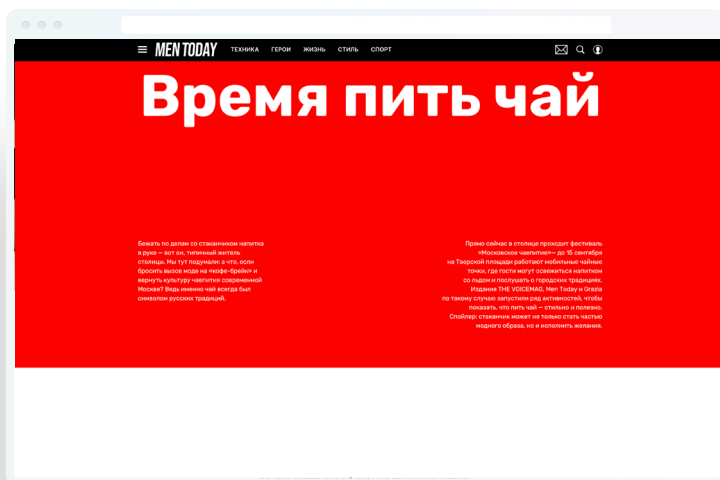 MEN TODAY ТЕХНИКА ГЕРОИ ЖИЗНЬ СТИЛЬ СПОРТ
Время пить чай
Бежать по делам со стаканчиком напитка
в руке — вот он, типичный житель
столицы. Мы тут подумали: а что, если
бросить вызов моде на «кофе-брейк» и
вернуть культуру чаепития современной
Москве? Ведь именно чай всегда был
символом русских традиций.
Прямо сейчас в столице проходит фестиваль
«Московское чаепитие»— до 15 сентября
на Тверской площади работают мобильные чайные
точки, где гости могут освежиться напитком
со льдом и послушать о городских традициях.
Издания THE VOICEMAG, Men Today и Grazia
по такому случаю запустили ряд активностей, чтобы
показать, что пить чай — стильно и полезно.
Спойлер: стаканчик может не только стать частью
модного образа, но и исполнить желания.